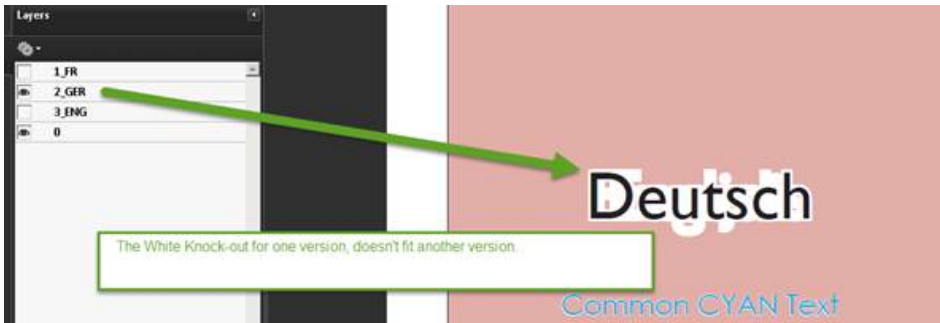 Layers
1_FR
2_GER
3_ENG
0
Deutsch
English
The White Knock-out for one version, doesn't fit another version.
Common CYAN Text